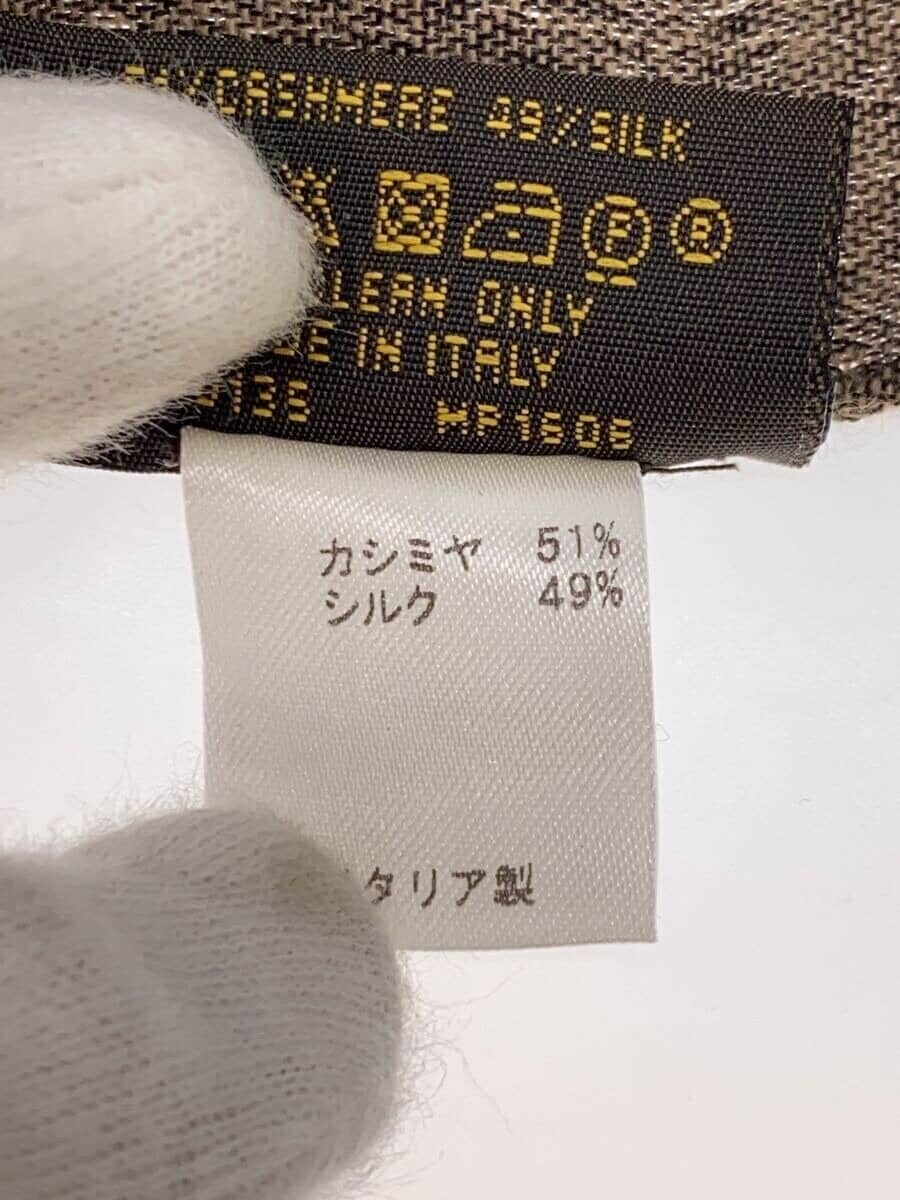 CASHMERE 49%SILK
F R
CLEAN ONLY
IN ITALY
カシミヤ 51%
シルク 49%
タリア製